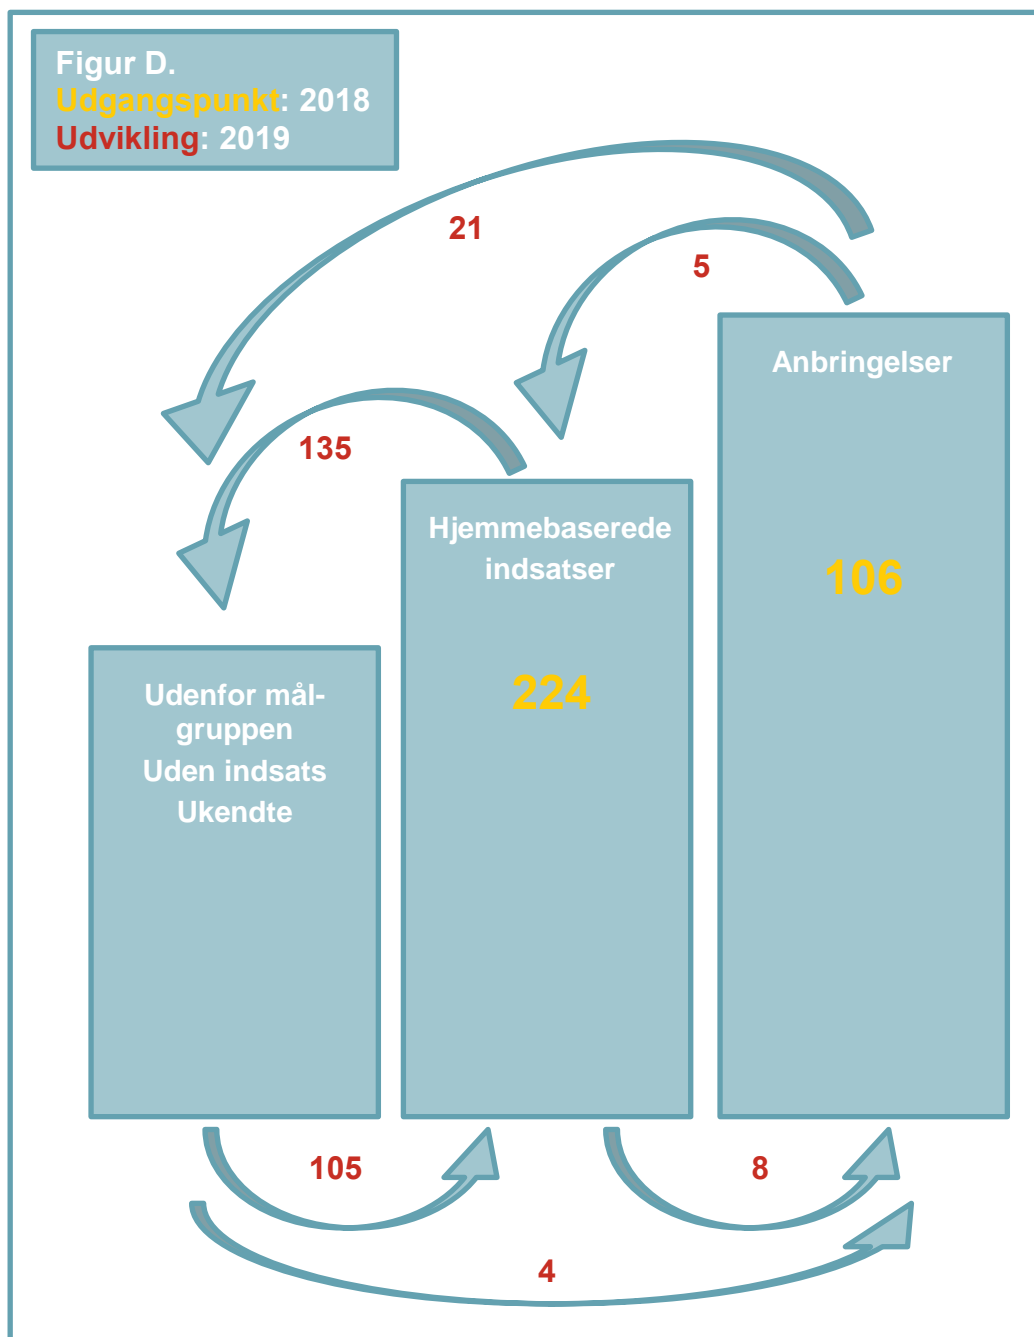 Figur D.
Udgangspunkt: 2018
Udvikling: 2019
21
5
135
Anbringelser
106
Hjemmebaserede
indsatser
224
Udenfor mål-
gruppen
Uden indsats
Ukendte
105
8
4